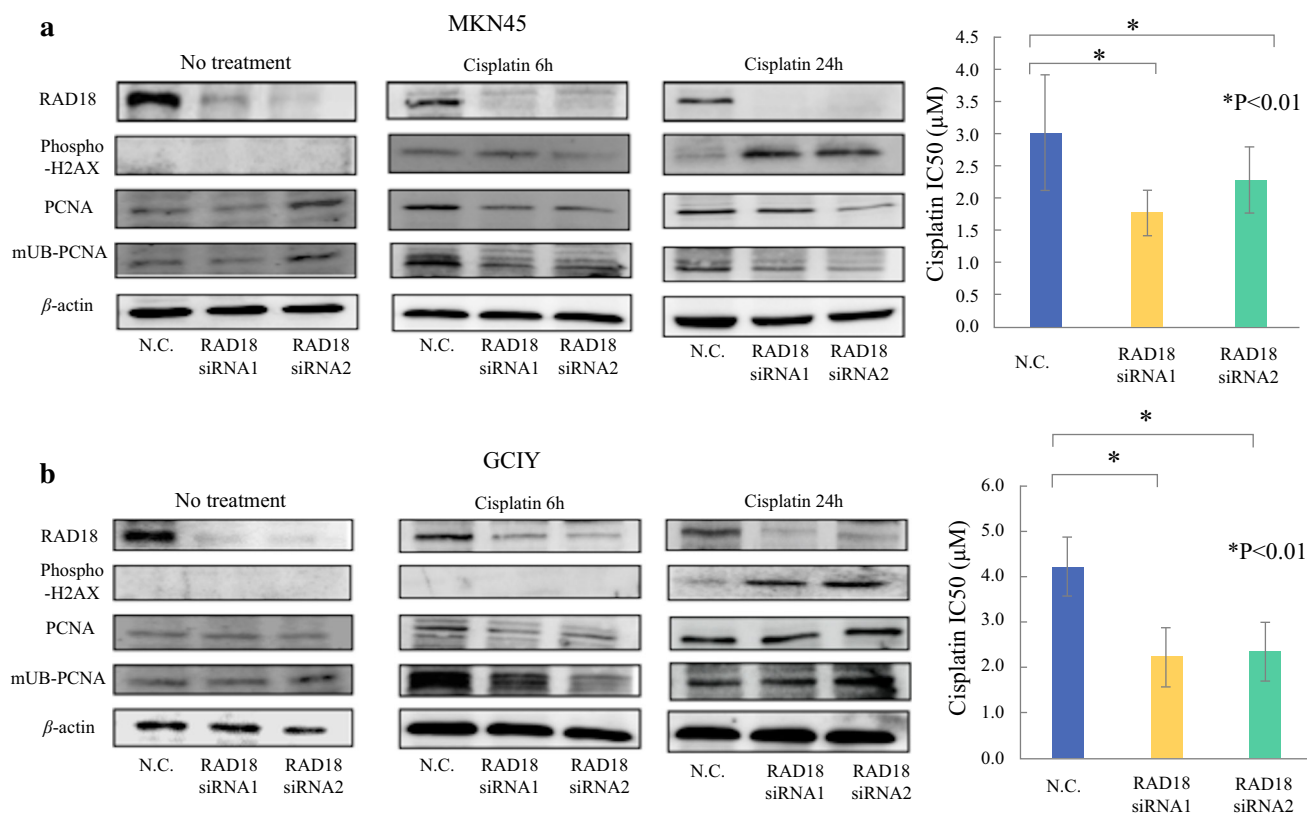 a
MKN45
No treatment
Cisplatin 6h
Cisplatin 24h
RAD18
Phospho
-H2AX
PCNA
mUB-PCNA
β-actin
N.C.
RAD18
siRNA1
RAD18
siRNA2
N.C.
RAD18
siRNA1
RAD18
siRNA2
N.C.
RAD18
siRNA1
RAD18
siRNA2
Cisplatin IC50 (µM)
4.5
4.0
3.5
3.0
2.5
2.0
1.5
1.0
0.5
0.0
*
*
*P<0.01
N.C.
RAD18
siRNA1
RAD18
siRNA2
b
GCIY
No treatment
Cisplatin 6h
Cisplatin 24h
RAD18
Phospho
-H2AX
PCNA
mUB-PCNA
β-actin
N.C.
RAD18
siRNA1
RAD18
siRNA2
N.C.
RAD18
siRNA1
RAD18
siRNA2
N.C.
RAD18
siRNA1
RAD18
siRNA2
Cisplatin IC50 (µM)
6.0
5.0
4.0
3.0
2.0
1.0
0.0
*
*
*P<0.01
N.C.
RAD18
siRNA1
RAD18
siRNA2